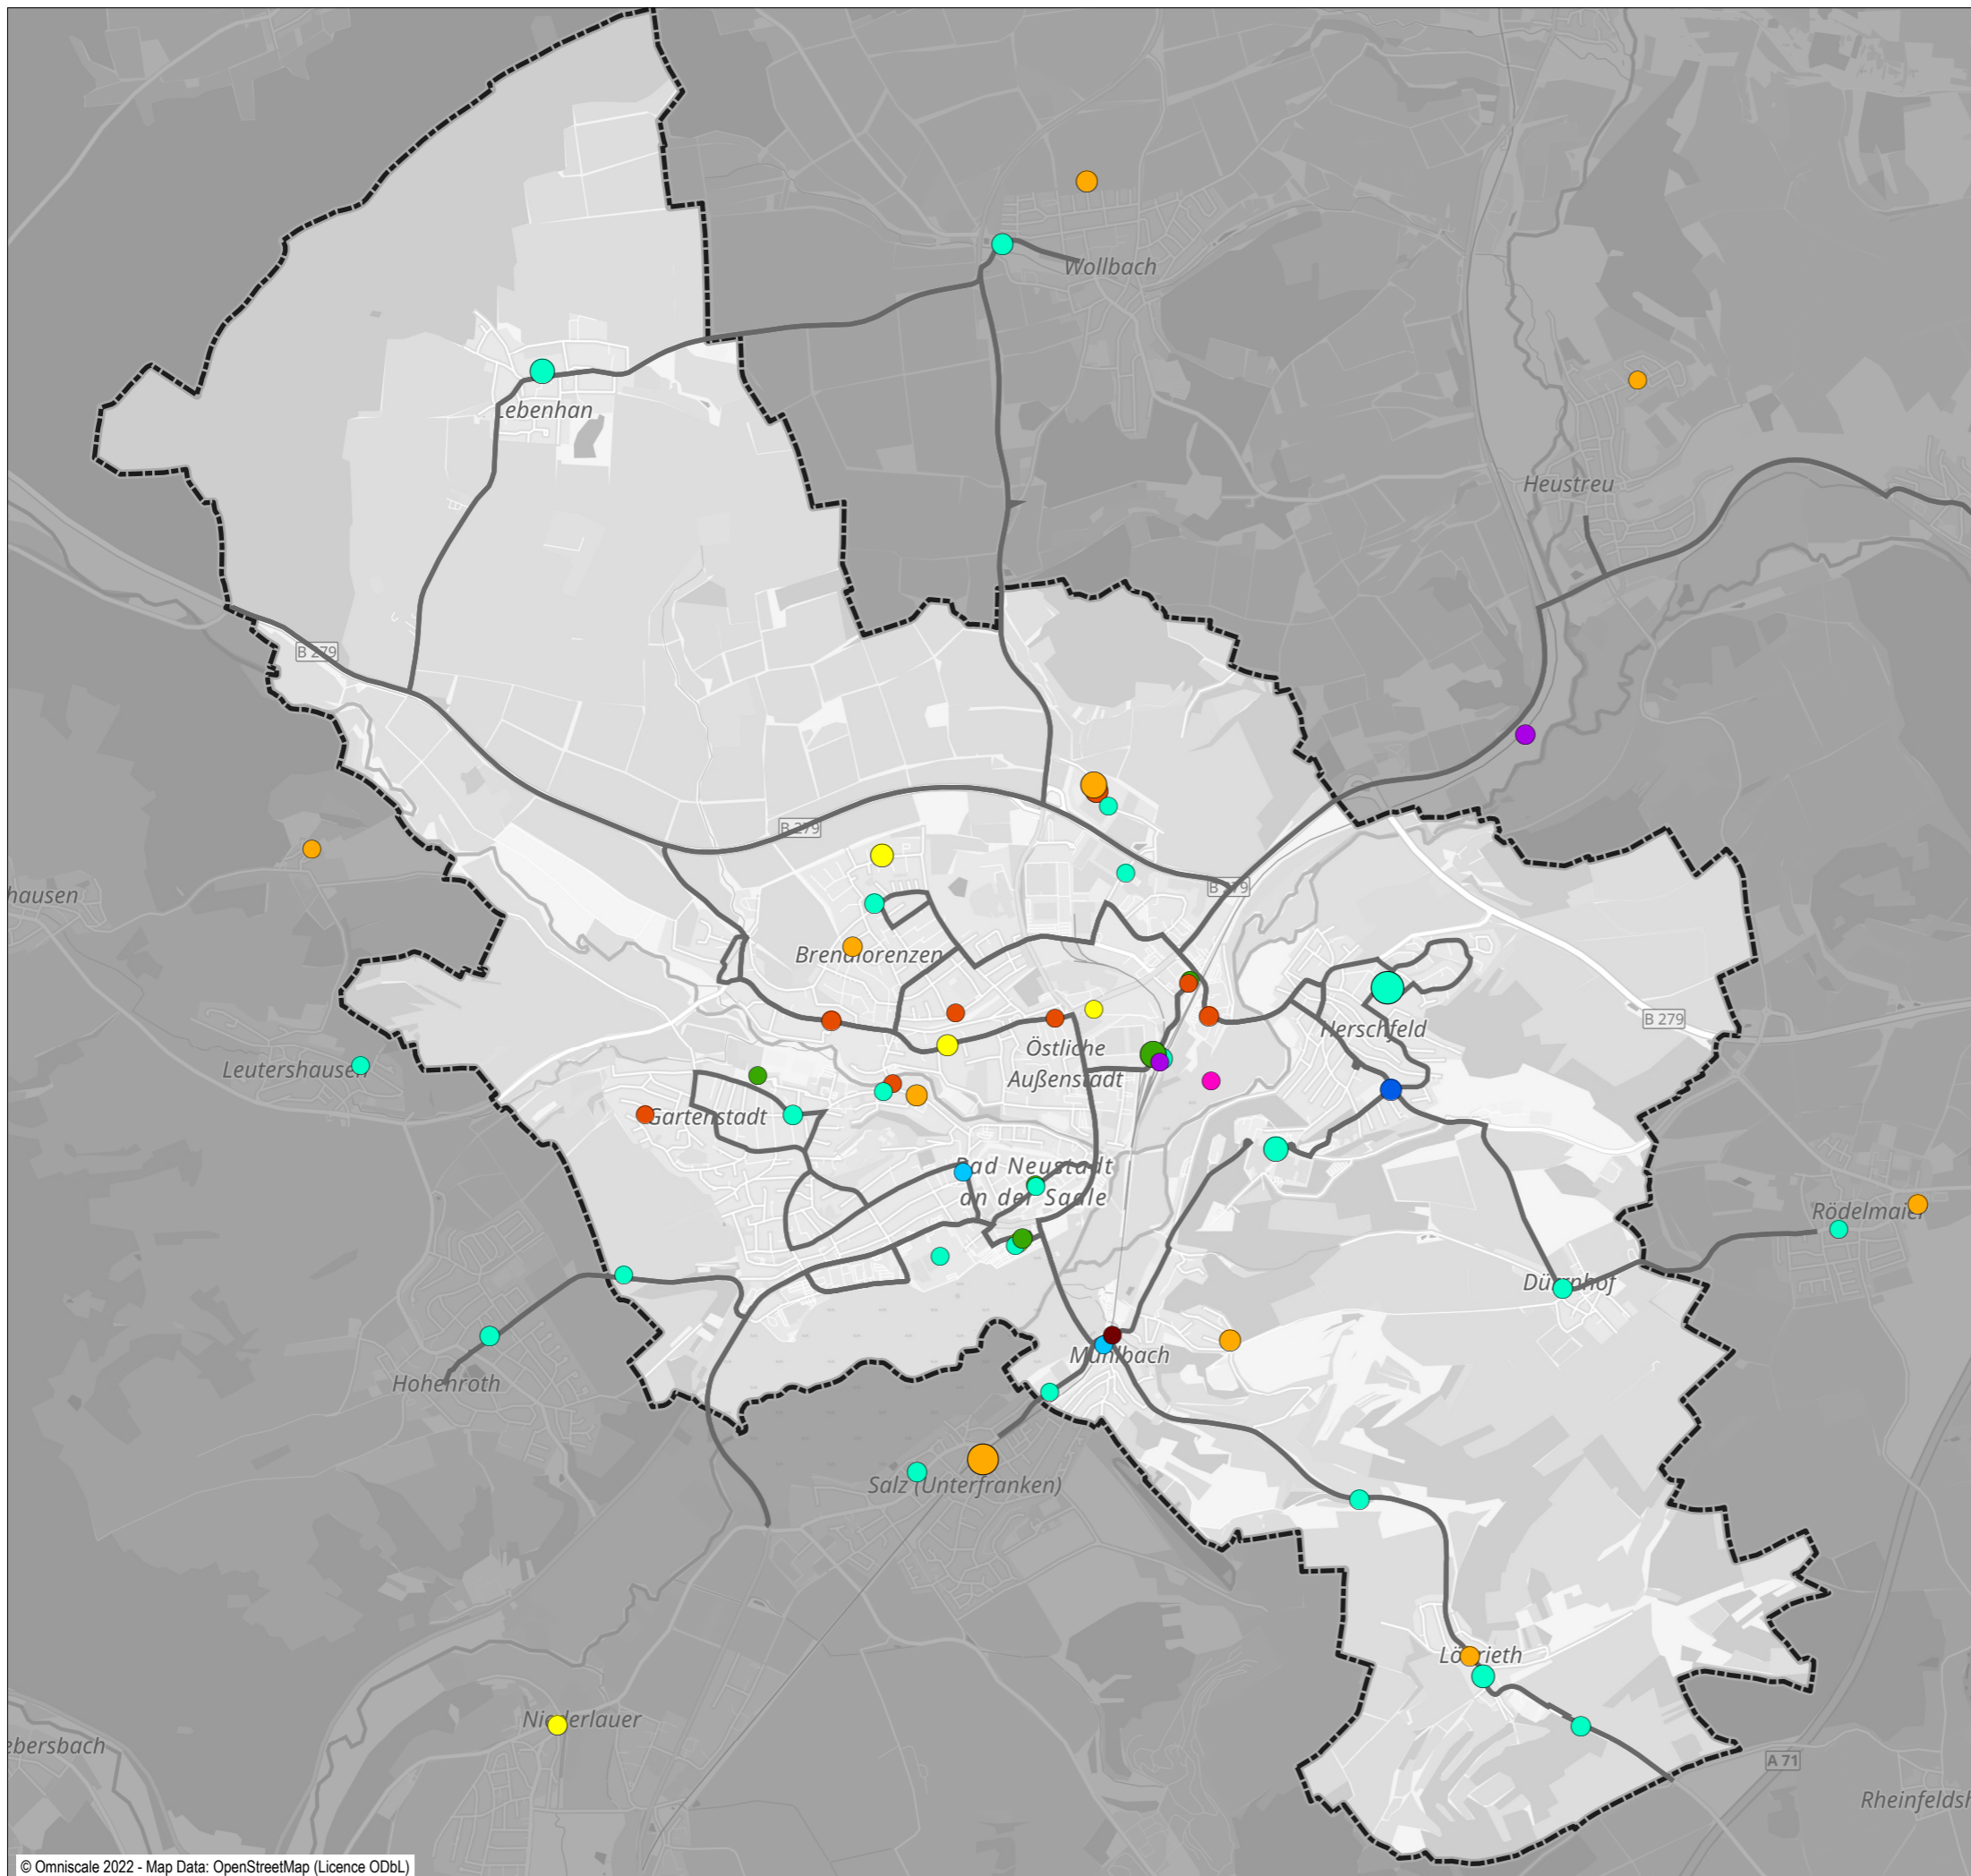 Wollbach
Lebenhan
Heustreu
B 279
B 279
B 279
hausen
Brendlorenzen
Herschfeld
B 279
Östliche
Außenstadt
Leutershausen
Gartenstadt
Bad Neustadt
an der Saale
Rödelmaier
Dürrnhof
Mühlbach
Hohenroth
Salz (Unterfranken)
Löhrieth
Niederlauer
ebersbach
A 71
Rheinfeldsh
© Omniscale 2022 - Map Data: OpenStreetMap (Licence ODbL)